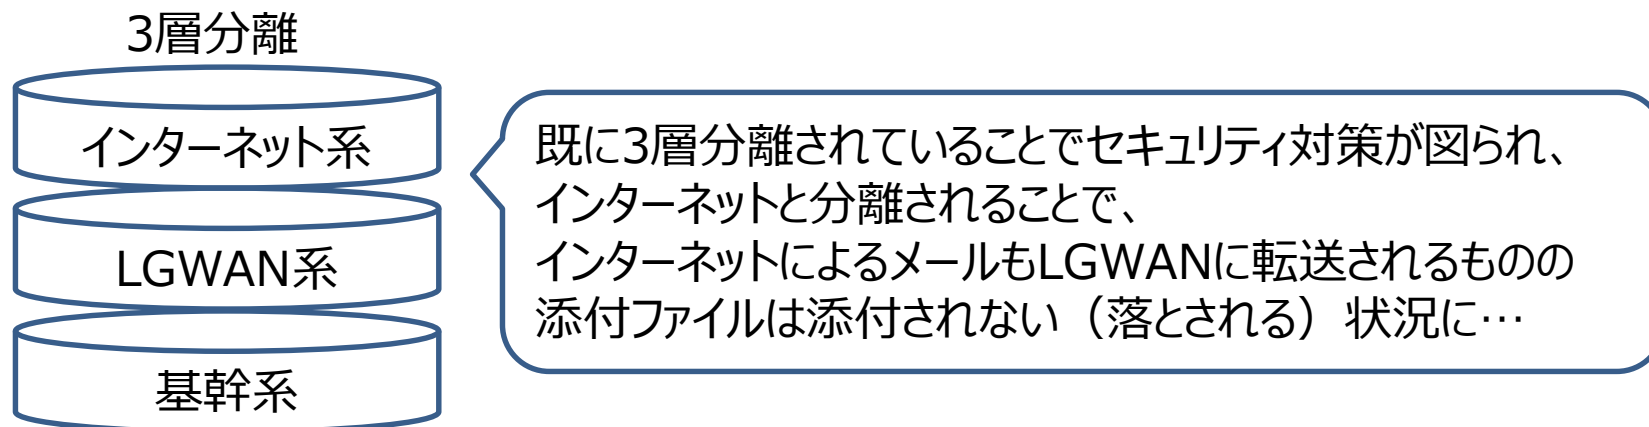 3層分離
インターネット系
LGWAN系
基幹系
既に3層分離されていることでセキュリティ対策が図られ、
インターネットと分離されることで、
インターネットによるメールもLGWANに転送されるものの
添付ファイルは添付されない（落とされる）状況に…